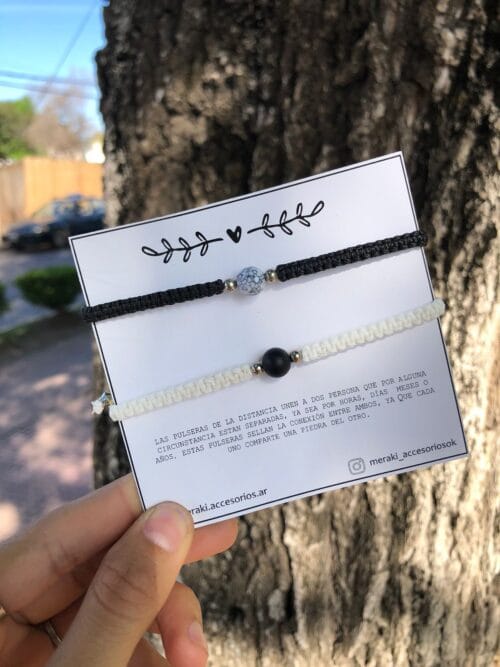 LAS PULSERAS DE LA DISTANCIA UNEN A DOS PERSONA QUE POR ALGUNA
CIRCUNSTANCIA ESTAN SEPARADAS, YA SEA POR HORAS, DÍAS MESES O
AÑOS. ESTAS PULSERAS SELLAN LA CONEXIÓN ENTRE AMBOS, YA QUE CADA
UNO COMPARTE UNA PIEDRA DEL OTRO.
meraki_accesoriosok
eraki.accesorios.ar